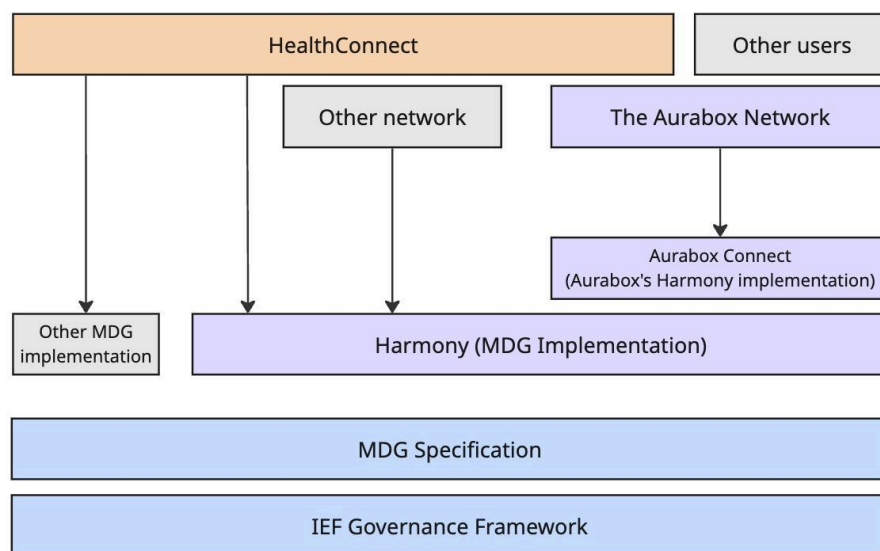 HealthConnect
Other users
Other network
The Aurabox Network
Aurabox Connect
(Aurabox's Harmony implementation)
Other MDG
implementation
Harmony (MDG Implementation)
MDG Specification
IEF Governance Framework